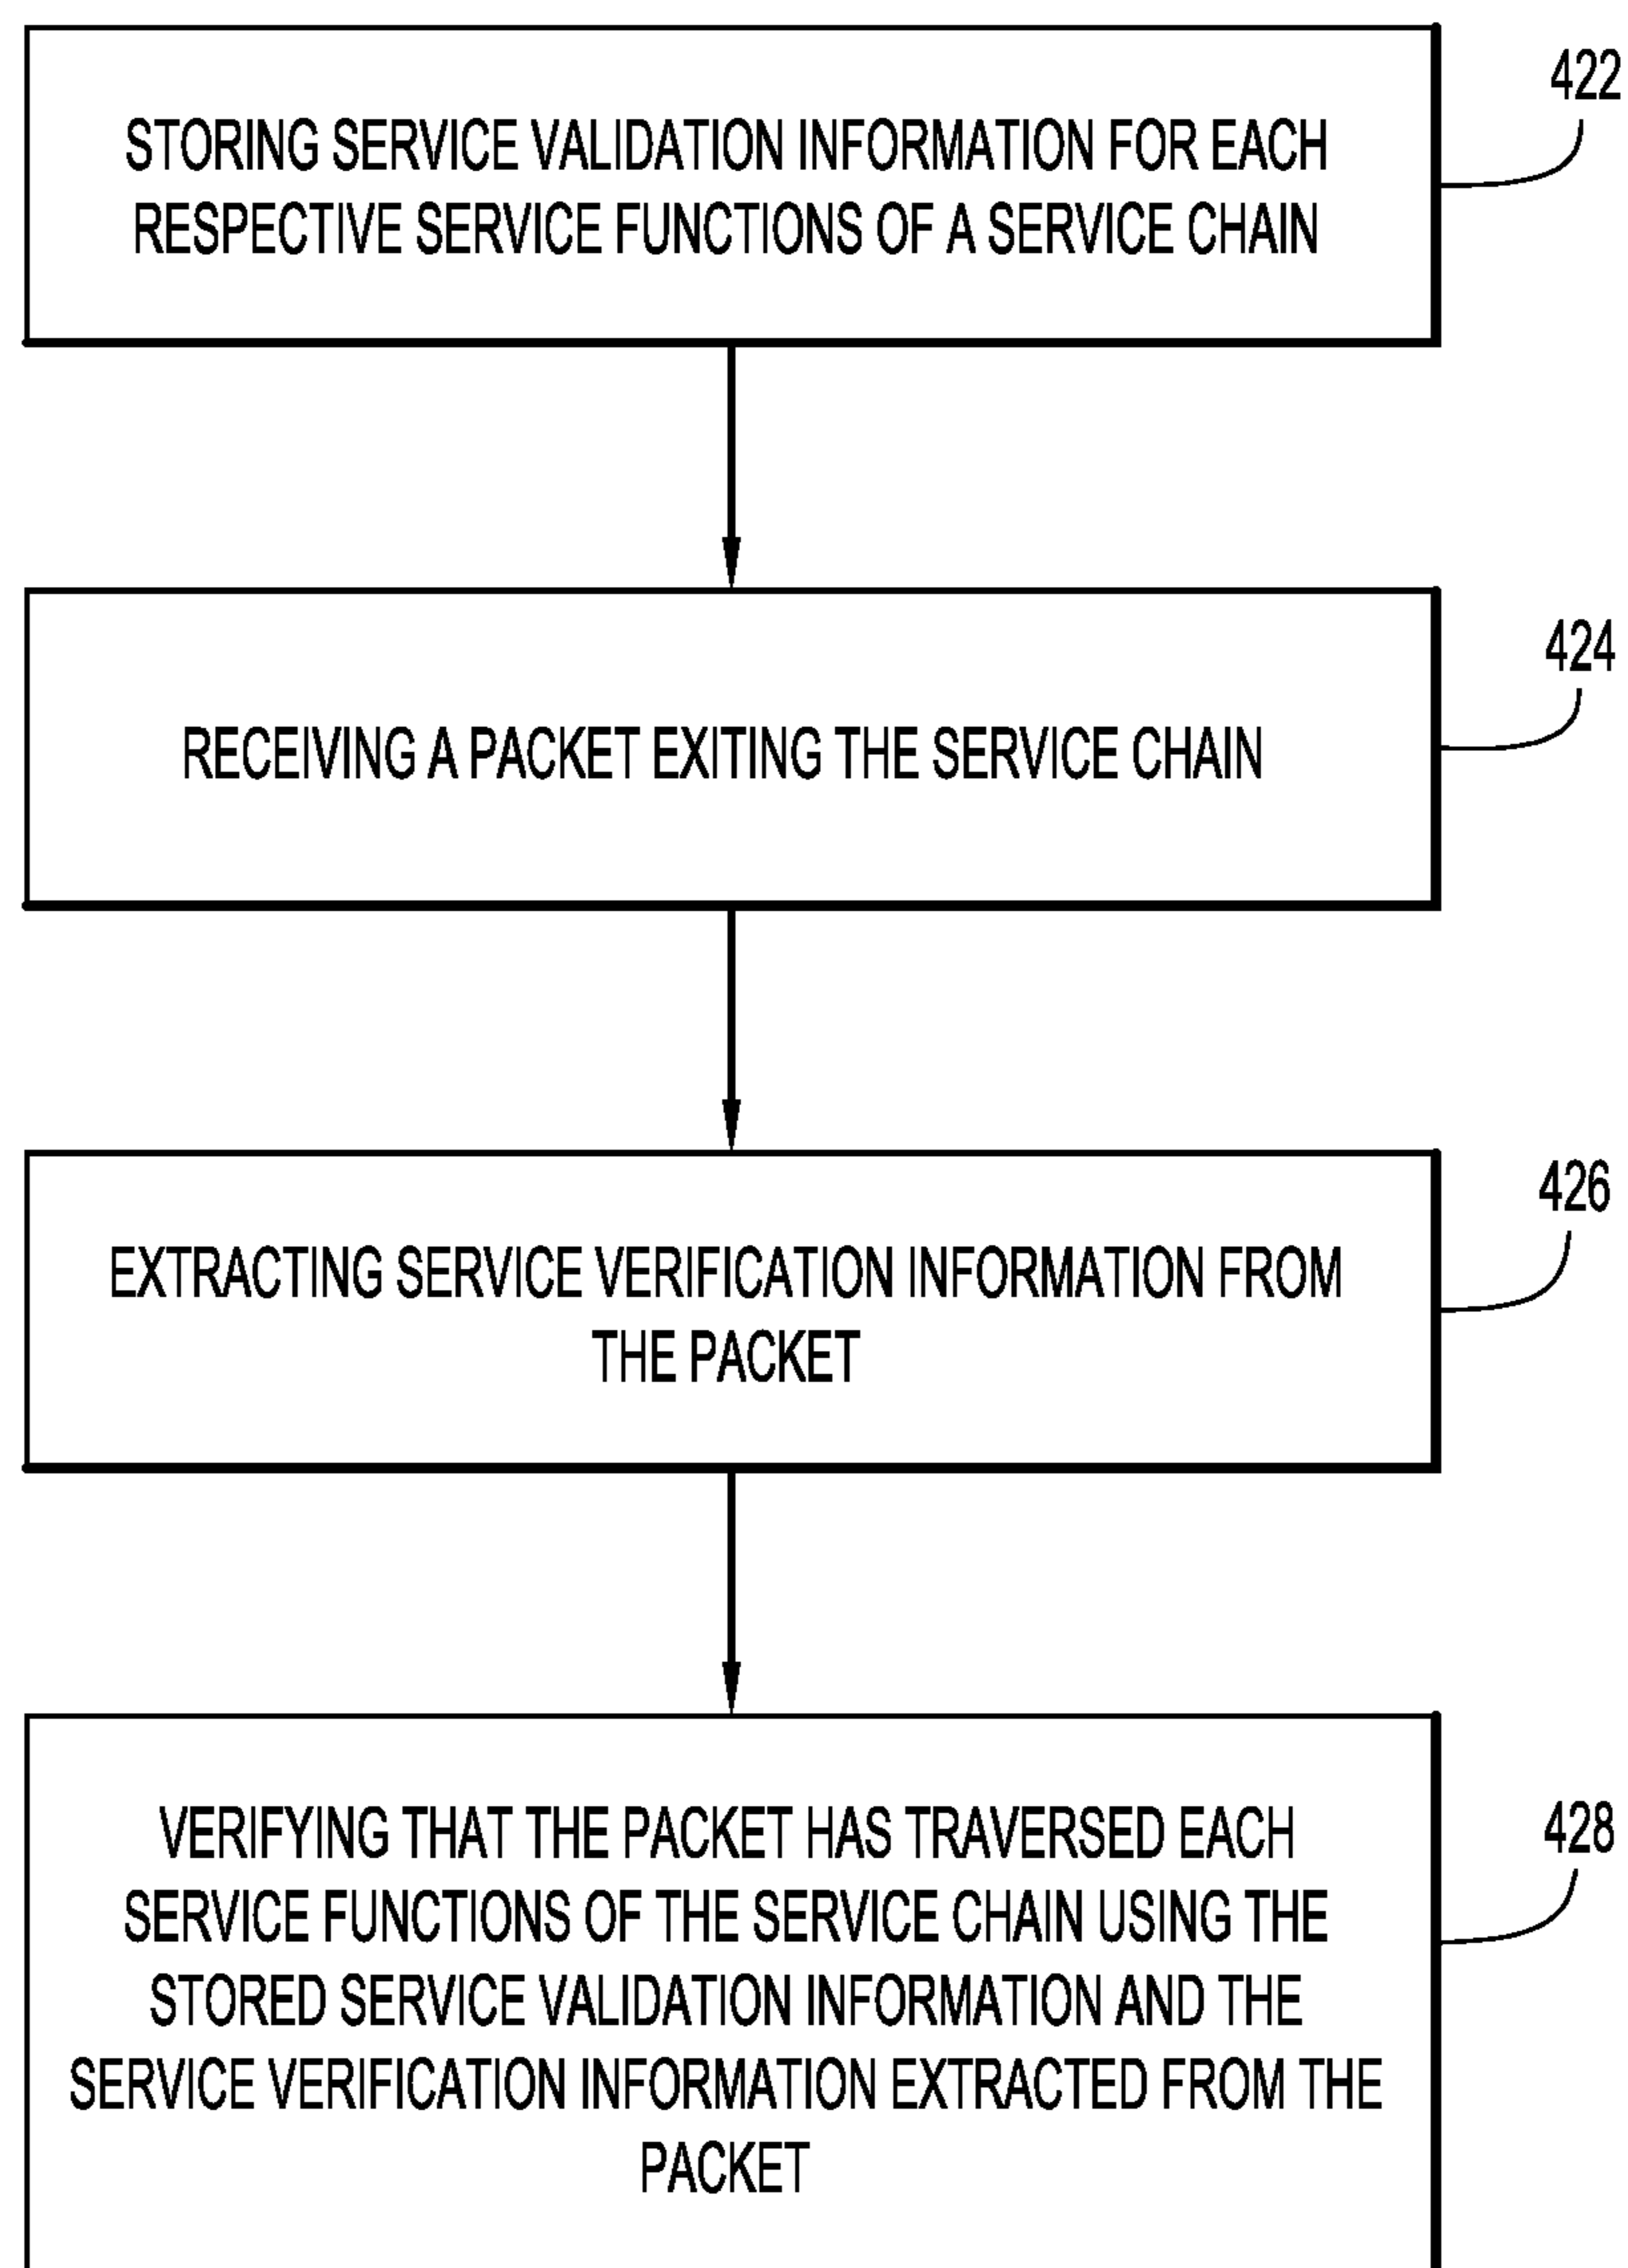 422
STORING SERVICE VALIDATION INFORMATION FOR EACH
RESPECTIVE SERVICE FUNCTIONS OF A SERVICE CHAIN
424
RECEIVING A PACKET EXITING THE SERVICE CHAIN
426
EXTRACTING SERVICE VERIFICATION INFORMATION FROM
THE PACKET
428
VERIFYING THAT THE PACKET HAS TRAVERSED EACH
SERVICE FUNCTIONS OF THE SERVICE CHAIN USING THE
STORED SERVICE VALIDATION INFORMATION AND THE
SERVICE VERIFICATION INFORMATION EXTRACTED FROM THE
PACKET